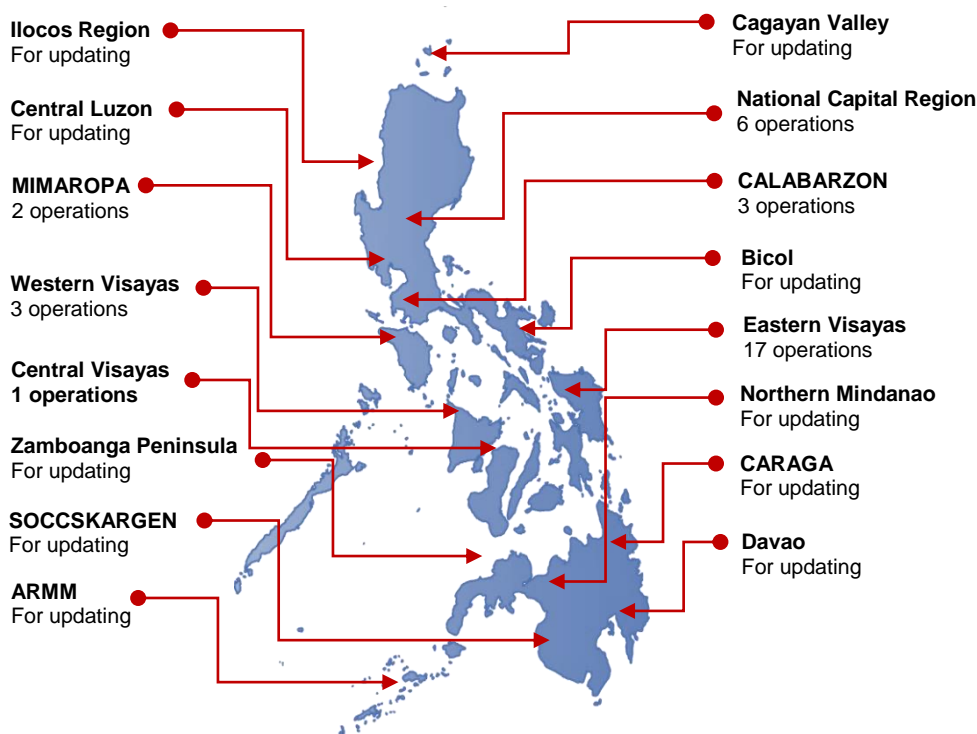 Ilocos Region
For updating
Central Luzon
For updating
MIMAROPA
2 operations
Western Visayas
3 operations
Central Visayas
1 operations
Zamboanga Peninsula
For updating
SOCCSKARGEN
For updating
ARMM
For updating
Cagayan Valley
For updating
National Capital Region
6 operations
CALABARZON
3 operations
Bicol
For updating
Eastern Visayas
17 operations
Northern Mindanao
For updating
CARAGA
For updating
Davao
For updating